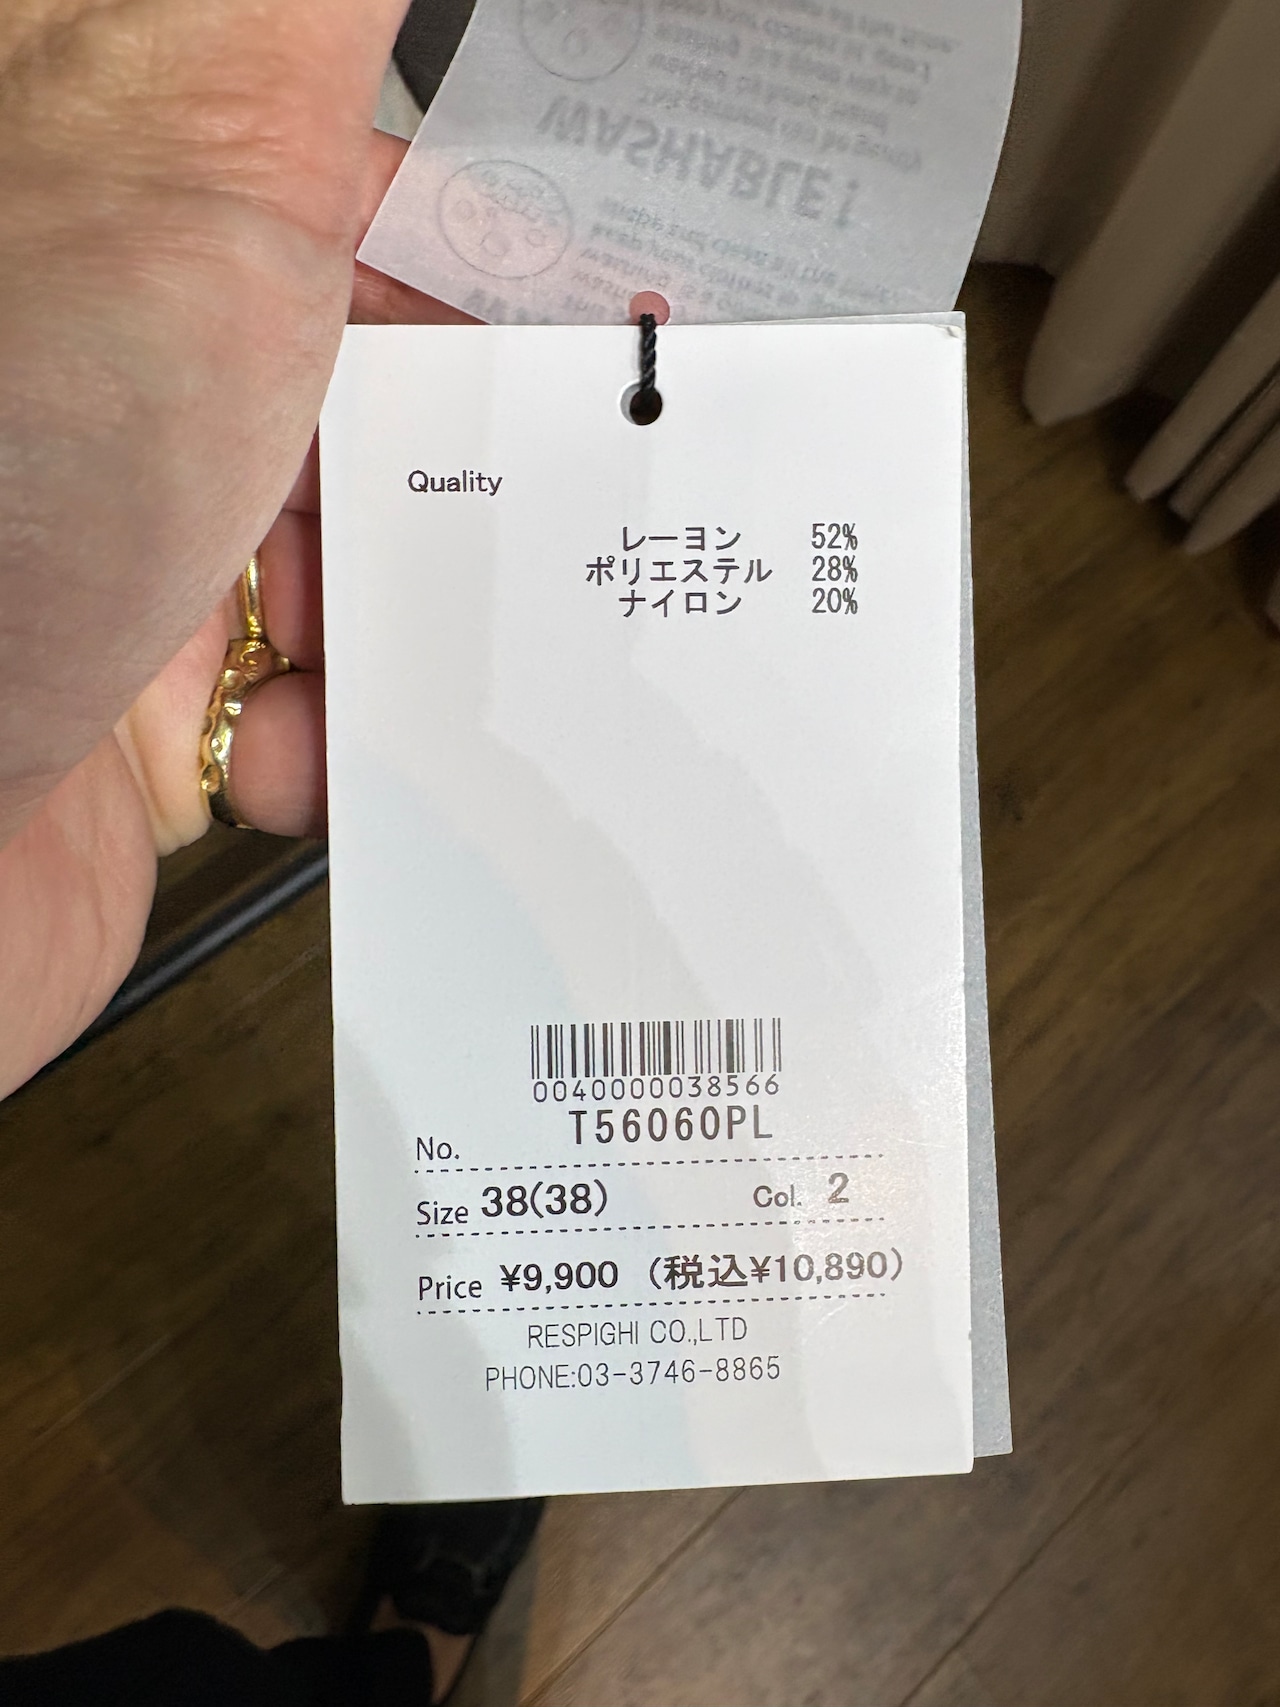 WASHABLE!
Quality
レーヨン 52%
ポリエステル 28%
ナイロン 20%
0040000038566
No. T56060PL
Size 38(38) Col. 2
Price ¥9,900 (税込¥10,890)
RESPIGHI CO.,LTD
PHONE:03-3746-8865